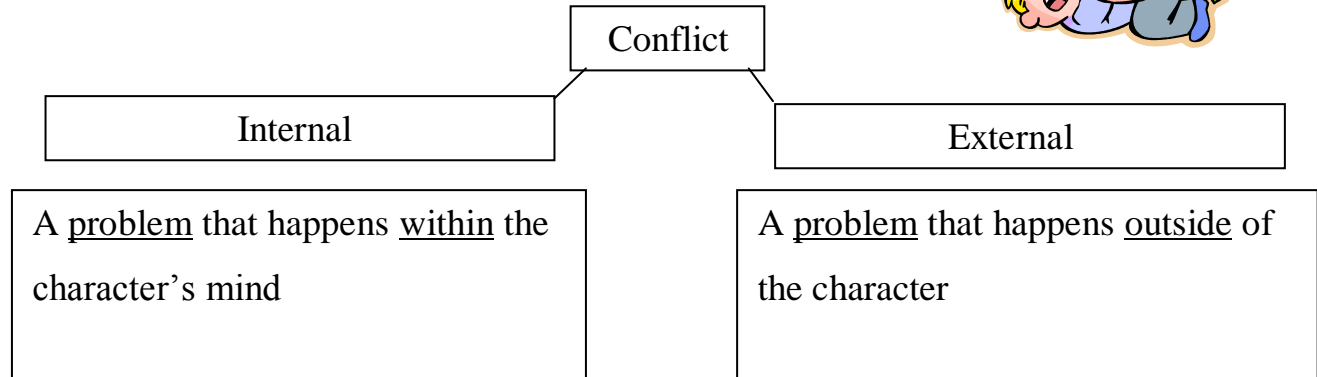 Conflict
Internal
External
A problem that happens within the
character’s mind
A problem that happens outside of
the character